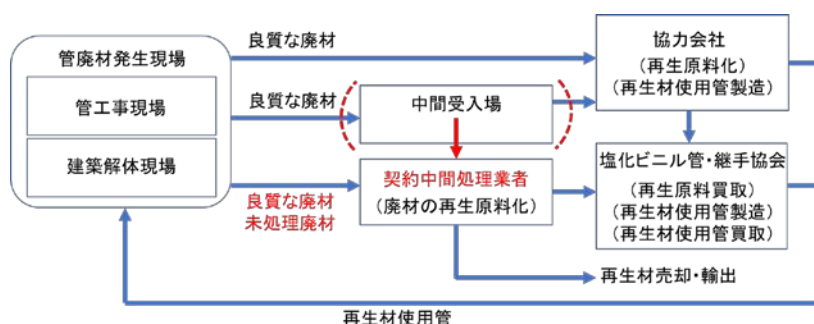 管廃材発生現場
管工事現場
建築解体現場
良質な廃材
良質な廃材
良質な廃材
未処理廃材
中間受入場
契約中間処理業者
(廃材の再生原料化)
協力会社
(再生原料化)
(再生材使用管製造)
塩化ビニル管・継手協会
(再生原料買取)
(再生材使用管製造)
(再生材使用管買取)
再生材売却・輸出
再生材使用管